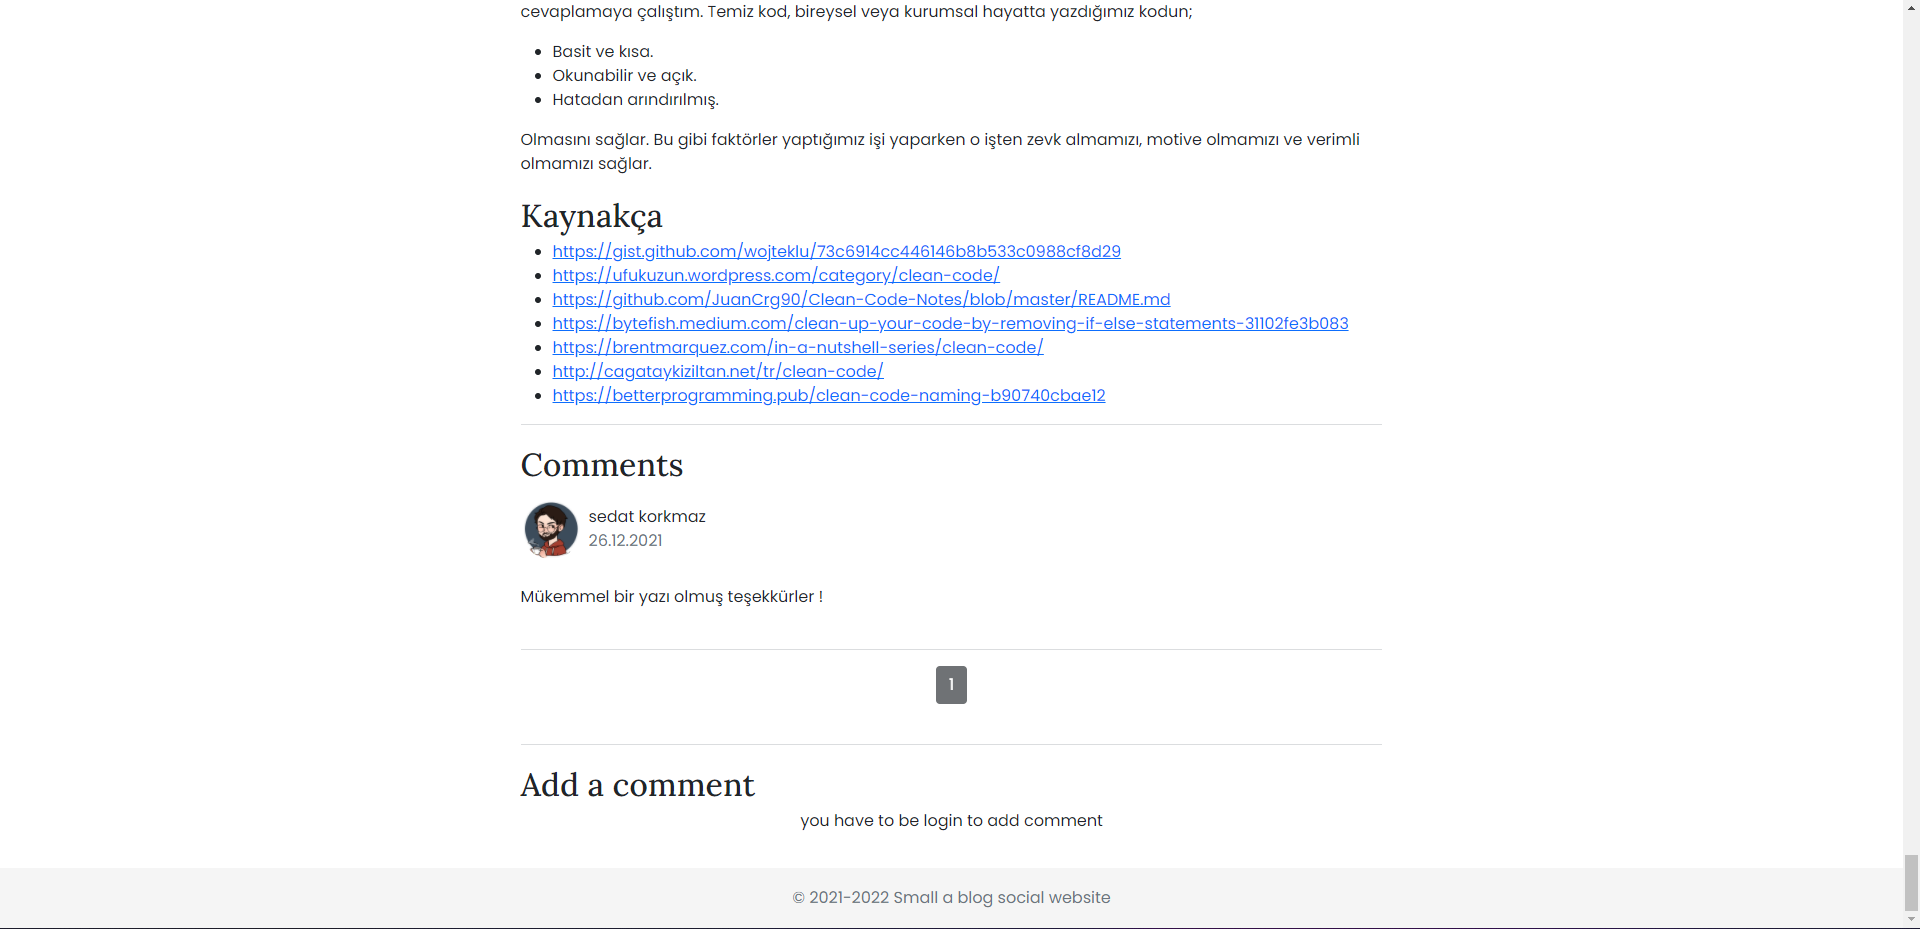 cevaplamaya çalıştım. Temiz kod, bireysel veya kurumsal hayatta yazdığımız kodun;
Basit ve kısa.
Okunabilir ve açık.
Hatadan arındırılmış.
Olmasını sağlar. Bu gibi faktörler yaptığımız işi yaparken o işten zevk almamızı, motive olmamızı ve verimli
olmamızı sağlar.
Kaynakça
https://gist.github.com/wojteklu/73c6914cc446146b8b533c0988cf8d29
https://ufukuzun.wordpress.com/category/clean-code/
https://github.com/JuanCrg90/Clean-Code-Notes/blob/master/README.md
https://bytefish.medium.com/clean-up-your-code-by-removing-if-else-statements-31102fe3b083
https://brentmarquez.com/in-a-nutshell-series/clean-code/
http://cagataykiziltan.net/tr/clean-code/
https://betterprogramming.pub/clean-code-naming-b90740cbae12
Comments
sedat korkmaz
26.12.2021
Mükemmel bir yazı olmuş teşekkürler !
1
Add a comment
you have to be login to add comment
© 2021-2022 Small a blog social website